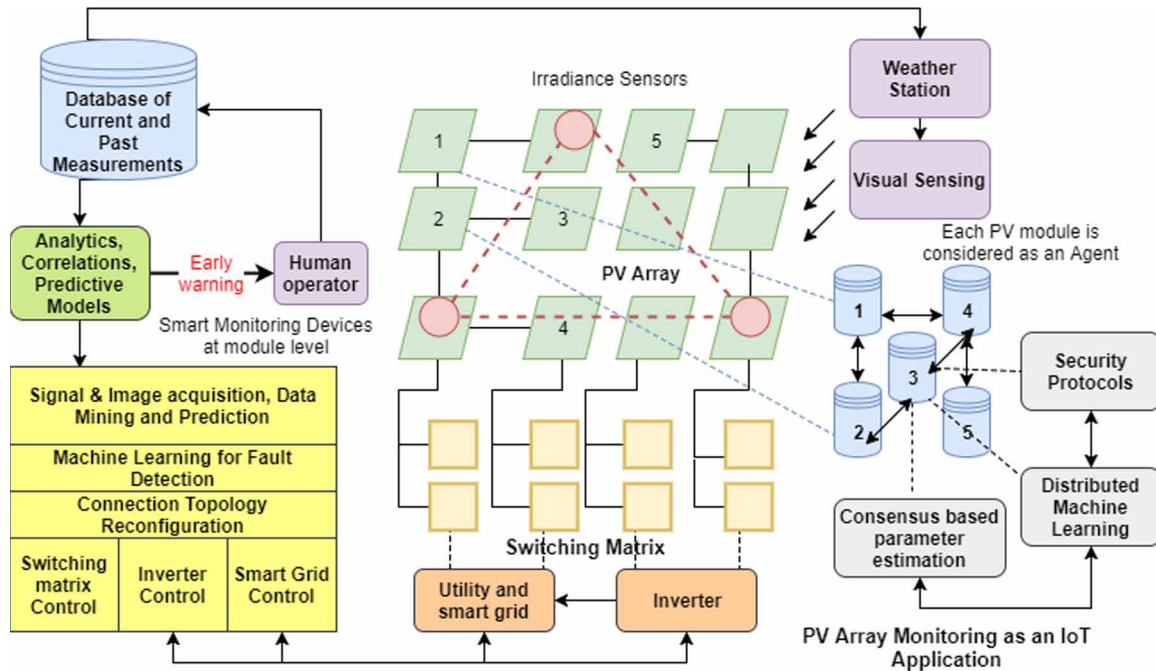 Database of
Current and
Past
Measurements
Analytics,
Correlations,
Predictive
Models
Early
warning
Human
operator
Smart Monitoring Devices
at module level
Signal & Image acquisition, Data
Mining and Prediction
Machine Learning for Fault
Detection
Connection Topology
Reconfiguration
Switching
matrix
Control
Inverter
Control
Smart Grid
Control
Irradiance Sensors
1
5
2
3
PV Array
4
Switching Matrix
Utility and
smart grid
Inverter
Weather
Station
Visual Sensing
Each PV module is
considered as an Agent
1
4
3
2
5
Security
Protocols
Distributed
Machine
Learning
Consensus based
parameter
estimation
PV Array Monitoring as an IoT
Application